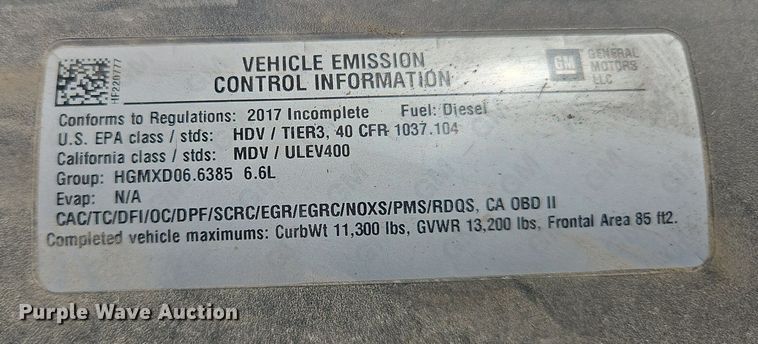 VEHICLE EMISSION
CONTROL INFORMATION
GM GENERAL
MOTORS
LLC
HF220777
Conforms to Regulations: 2017 Incomplete Fuel: Diesel
U.S. EPA class / stds: HDV / TIER3, 40 CFR 1037.104
California class / stds: MDV / ULEV400
Group: HGMXD06.6385 6.6L
Evap: N/A
CAC/TC/DFI/OC/DPF/SCRC/EGR/EGRC/NOXS/PMS/RDQS, CA OBD II
Completed vehicle maximums: CurbWt 11,300 lbs, GVWR 13,200 lbs, Frontal Area 85 ft2.
Purple Wave Auction